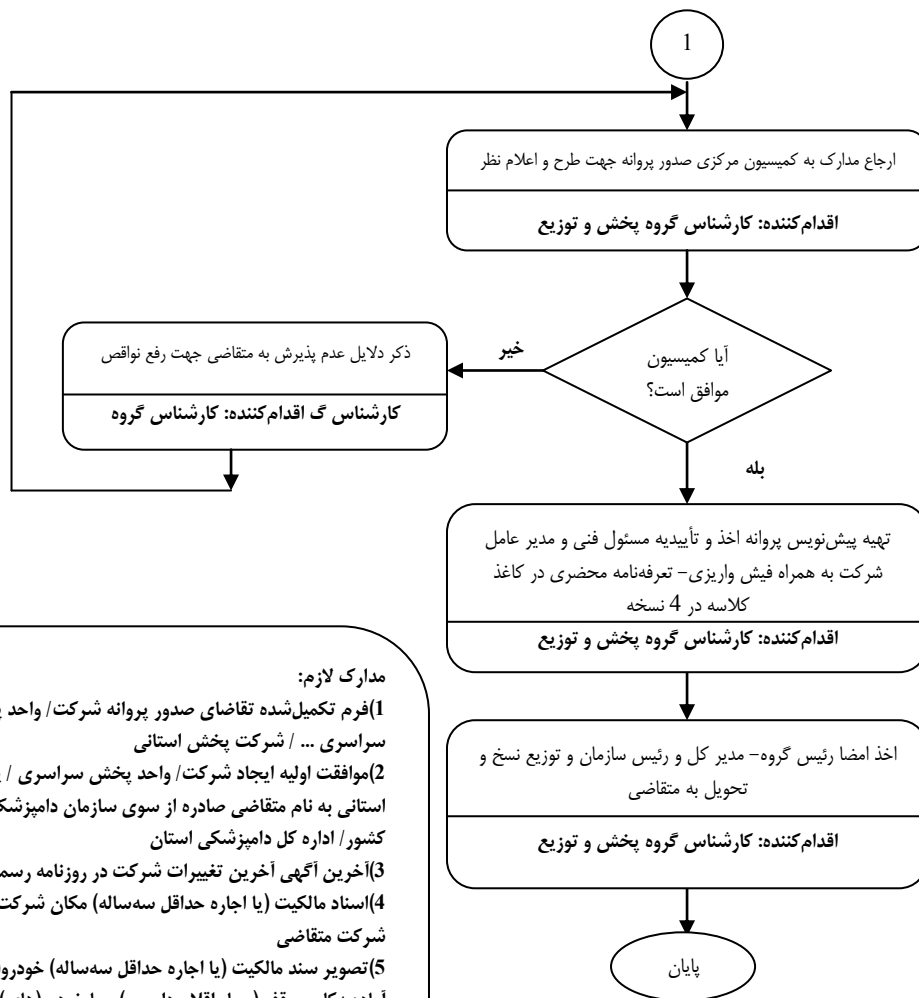 1
ارجاع مدارک به کمیسیون مرکزی صدور پروانه جهت طرح و اعلام نظر
اقدام‌کننده: کارشناس گروه پخش و توزیع
آیا کمیسیون
موافق است؟
خیر
ذکر دلایل عدم پذیرش به متقاضی جهت رفع نواقص
کارشناس گ اقدام‌کننده: کارشناس گروه
بله
تهیه پیش‌نویس پروانه اخذ و تأییدیه مسئول فنی و مدیر عامل
شرکت به همراه فیش واریزی- تعرفه‌نامه محضری در کاغذ
کلاسه در 4 نسخه
اقدام‌کننده: کارشناس گروه پخش و توزیع
اخذ امضا رئیس گروه- مدیر کل و رئیس سازمان و توزیع نسخ و
تحویل به متقاضی
اقدام‌کننده: کارشناس گروه پخش و توزیع
پایان
مدارک لازم:
1)فرم تکمیل‌شده تقاضای صدور پروانه شرکت/ واحد
سراسری ... / شرکت پخش استانی
2)موافقت اولیه ایجاد شرکت/ واحد پخش سراسری /
استانی به نام متقاضی صادره از سوی سازمان
کشور/ اداره کل دامپزشکی استان
3)آخرین آگهی آخرین تغییرات شرکت در روزنامه
4)اسناد مالکیت (یا اجاره حداقل سه‌ساله) مکان شرکت
شرکت متقاضی
5)تصویر سند مالکیت (یا اجاره حداقل سه‌ساله)